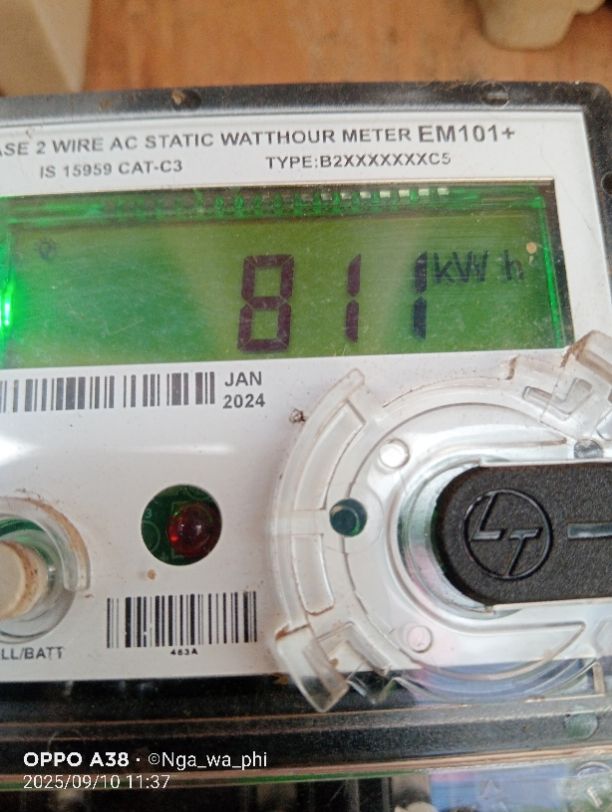 ASE 2 WIRE AC STATIC WATTHOUR METER EM101+
IS 15959 CAT-C3 TYPE:B2XXXXXXXC5
811 kWh
JAN
2024
LT
463A
LL/BATT
OPPO A38 · ©Nga_wa_phi
2025/09/10 11:37